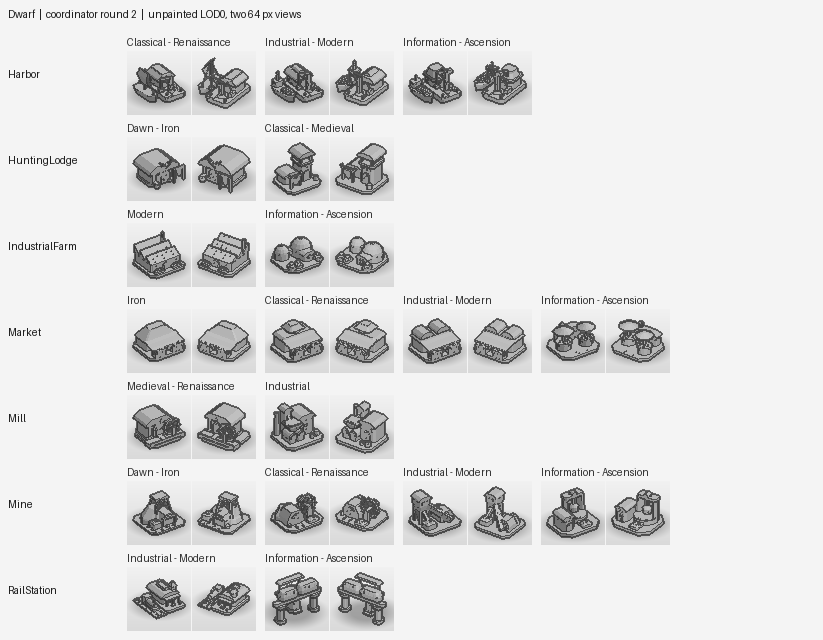 Dwarf | coordinator round 2 | unpainted LOD0, two 64 px views
Classical - Renaissance Industrial - Modern Information - Ascension
Harbor
Dawn - Iron Classical - Medieval
HuntingLodge
Modern Information - Ascension
IndustrialFarm
Iron Classical - Renaissance Industrial - Modern Information - Ascension
Market
Medieval - Renaissance Industrial
Mill
Dawn - Iron Classical - Renaissance Industrial - Modern Information - Ascension
Mine
Industrial - Modern Information - Ascension
RailStation